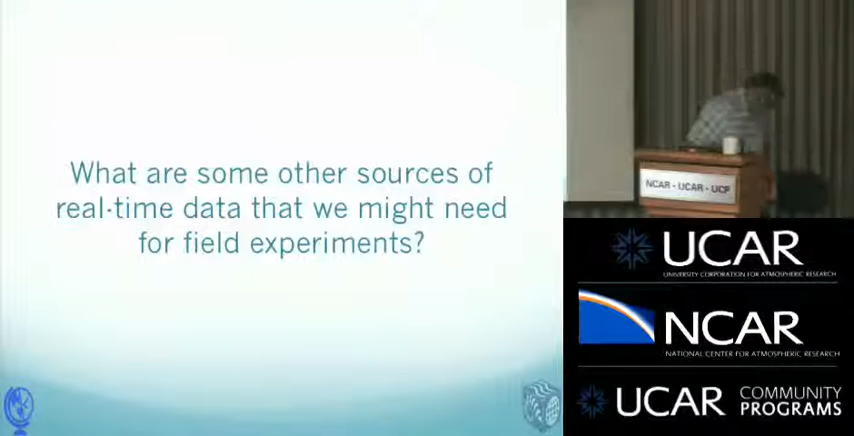 What are some other sources of
real-time data that we might need
for field experiments?
NCAR - UCAR - UCP
UCAR
UNIVERSITY CORPORATION FOR ATMOSPHERIC RESEARCH
NCAR
NATIONAL CENTER FOR ATMOSPHERIC RESEARCH
UCAR COMMUNITY
PROGRAMS